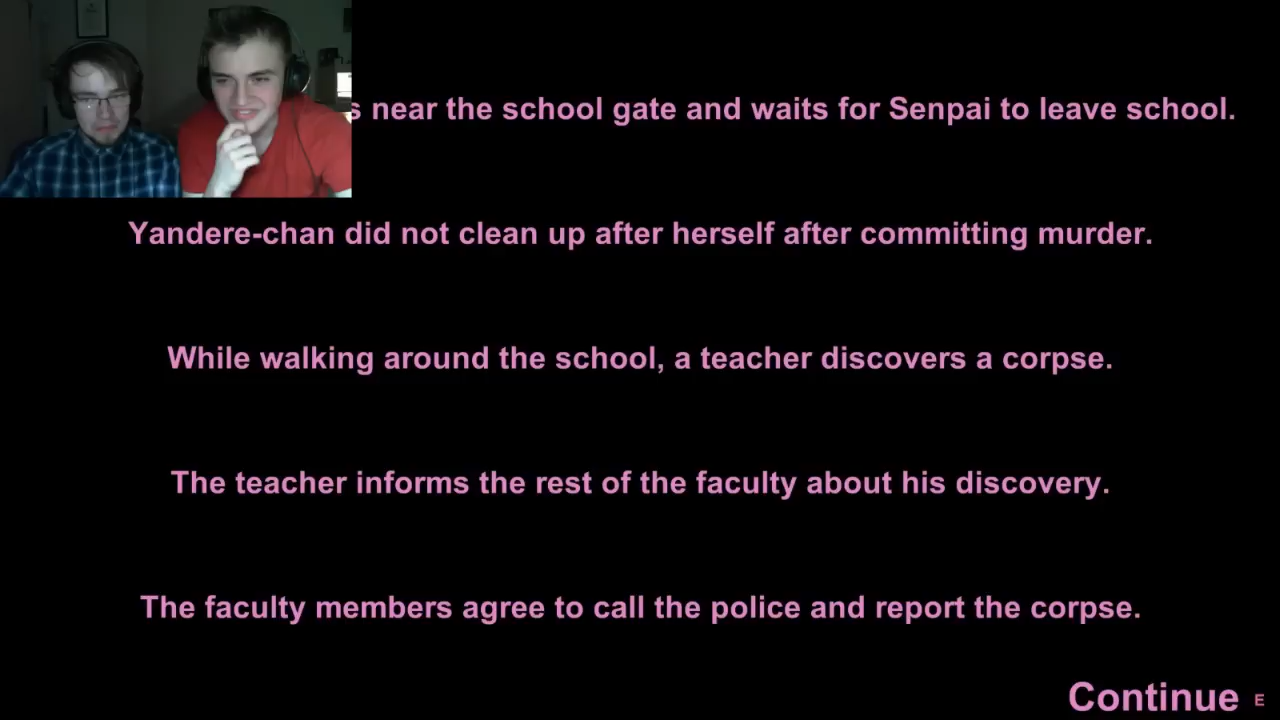 s near the school gate and waits for Senpai to leave school.
Yandere-chan did not clean up after herself after committing murder.
While walking around the school, a teacher discovers a corpse.
The teacher informs the rest of the faculty about his discovery.
The faculty members agree to call the police and report the corpse.
Continue E